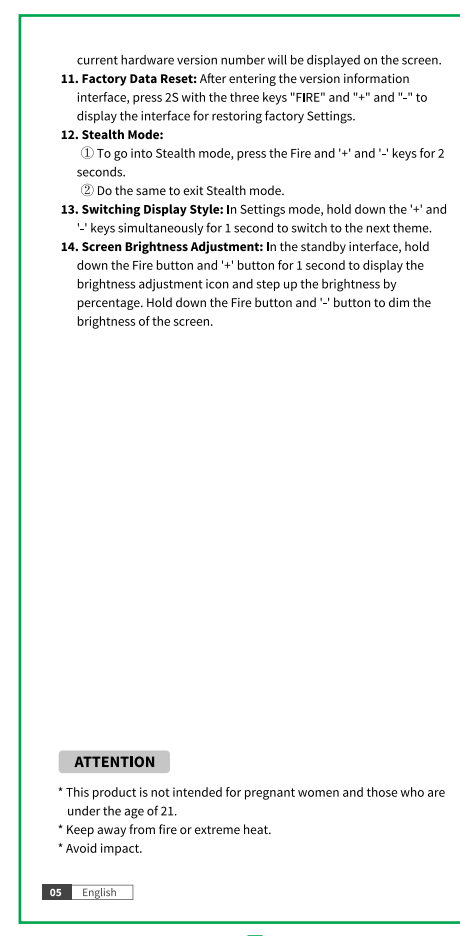 current hardware version number will be displayed on the screen.
11. Factory Data Reset: After entering the version information
interface, press 2S with the three keys "FIRE" and "+" and "-" to
display the interface for restoring factory Settings.
12. Stealth Mode:
① To go into Stealth mode, press the Fire and '+' and '-' keys for 2
seconds.
② Do the same to exit Stealth mode.
13. Switching Display Style: In Settings mode, hold down the '+' and
'-' keys simultaneously for 1 second to switch to the next theme.
14. Screen Brightness Adjustment: In the standby interface, hold
down the Fire button and '+' button for 1 second to display the
brightness adjustment icon and step up the brightness by
percentage. Hold down the Fire button and '-' button to dim the
brightness of the screen.
ATTENTION
* This product is not intended for pregnant women and those who are
under the age of 21.
* Keep away from fire or extreme heat.
* Avoid impact.
05 English